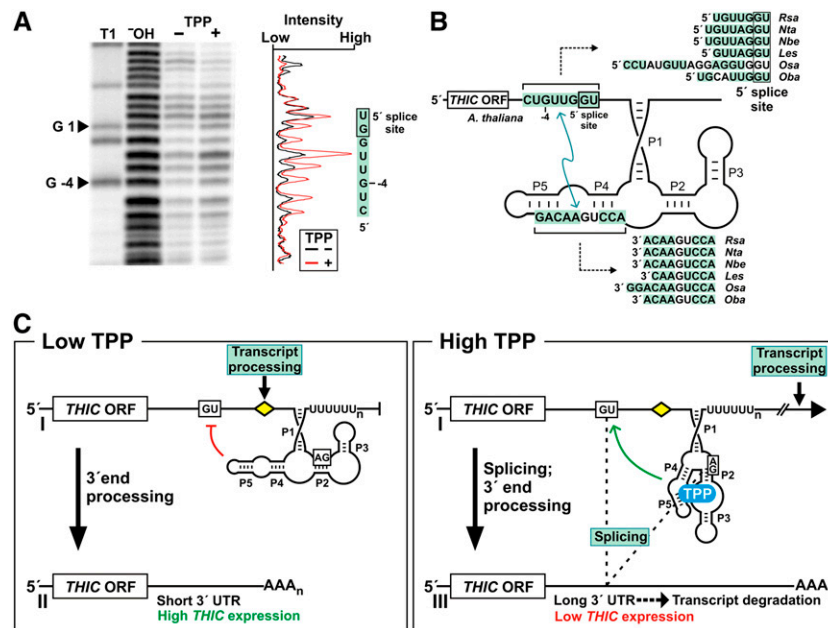 A
T1
⁻OH
TPP
– +
G 1
G -4
Intensity
Low High
U
G
G
U
U
G
U
C
5´
5´ splice
site
-4
TPP
–
+
B
5´ UGUUGGU Rsa
5´ UGUUGGU Nta
5´ UGUUGGU Nbe
5´ GUUAGGU Les
5´ CCUAUGUUAGGAGGUGGU Osa
5´ UGCAUUGGU Oba
5´ splice
site
5´ THIC ORF CUGUUG GU
A. thaliana -4 5´ splice
site
P1
P5 P4 P2 P3
GACAAGUCCA
3´ ACAAGUCCA Rsa
3´ ACAAGUCCA Nta
3´ ACAAGUCCA Nbe
3´ CAAGUCCA Les
3´ GGACAAGUCCA Osa
3´ ACAAGUCCA Oba
C
Low TPP
Transcript
processing
5´ THIC ORF GU UUUUUUn
I
P1
P3
AG
P5 P4 P2
3´end
processing
5´ THIC ORF AAAn
II
Short 3´ UTR
High THIC expression
High TPP
Transcript
processing
5´ THIC ORF GU UUUUUUn
I
P1
P4 AG P2
TPP
P5
P3
Splicing;
3´ end
processing
Splicing
5´ THIC ORF AAA
III
Long 3´ UTR Transcript degradation
Low THIC expression